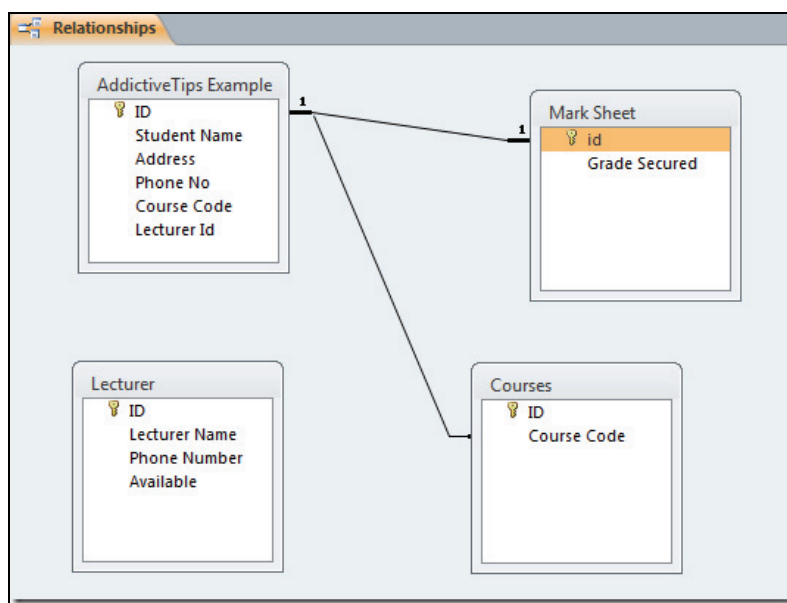 Relationships
AddictiveTips Example
ID
Student Name
Address
Phone No
Course Code
Lecturer Id
1
1
Mark Sheet
id
Grade Secured
Lecturer
ID
Lecturer Name
Phone Number
Available
Courses
ID
Course Code